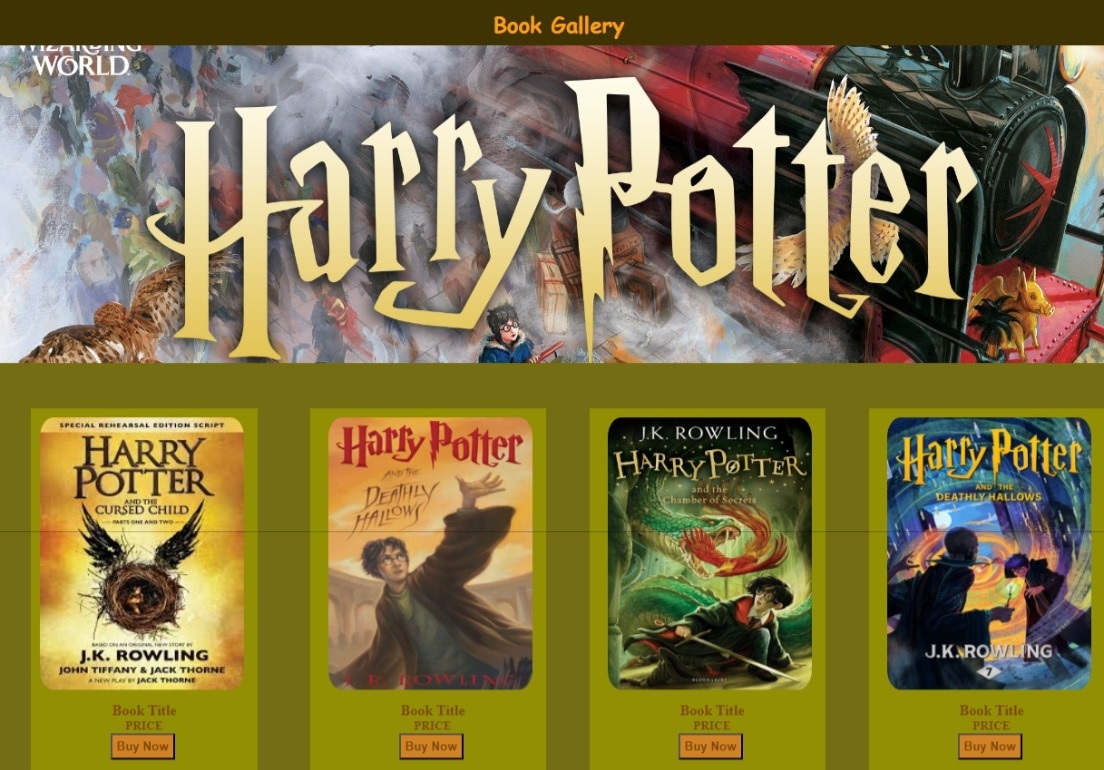 Book Gallery
WIZARDING
WORLD
Harry Potter
SPECIAL REHEARSAL EDITION SCRIPT
HARRY
POTTER
AND THE
CURSED CHILD
PARTS ONE AND TWO
BASED ON AN ORIGINAL NEW STORY BY
J.K. ROWLING
JOHN TIFFANY & JACK THORNE
A NEW PLAY BY JACK THORNE
Book Title
PRICE
Buy Now
Harry Potter
AND THE
DEATHLY
HALLOWS
J. K. ROWLING
Book Title
PRICE
Buy Now
J.K. ROWLING
HARRY POTTER
and the
Chamber of Secrets
BLOOMSBURY
Book Title
PRICE
Buy Now
Harry Potter
AND THE
DEATHLY HALLOWS
J.K. ROWLING
7
Book Title
PRICE
Buy Now